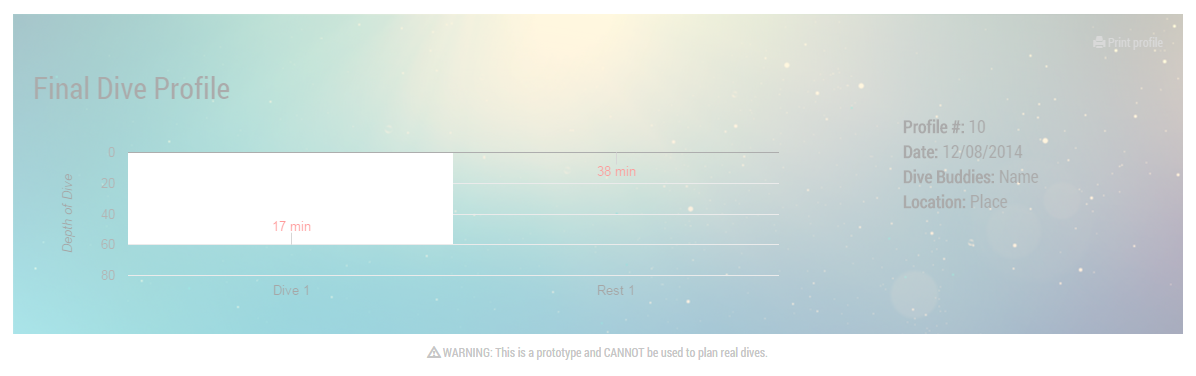 Print profile
Final Dive Profile
Profile #: 10
Date: 12/08/2014
Dive Buddies: Name
Location: Place
Depth of Dive
0
20
40
60
80
17 min
38 min
Dive 1
Rest 1
WARNING: This is a prototype and CANNOT be used to plan real dives.